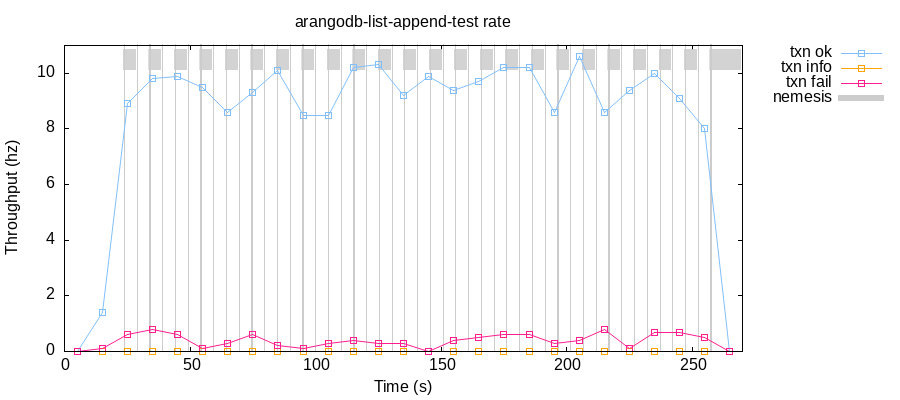 arangodb-list-append-test rate
txn ok
txn info
txn fail
nemesis
Throughput (hz)
10
8
6
4
2
0
0 50 100 150 200 250
Time (s)